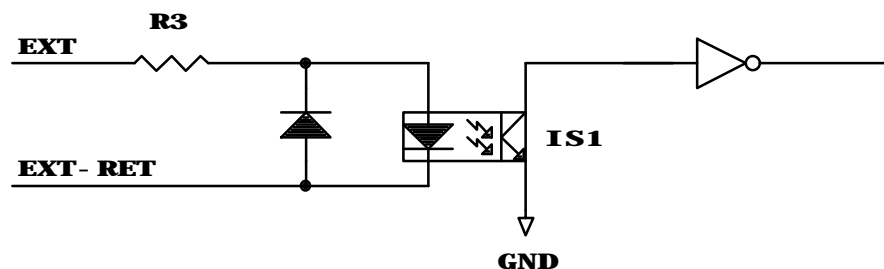 R3
EXT
IS1
EXT- RET
GND